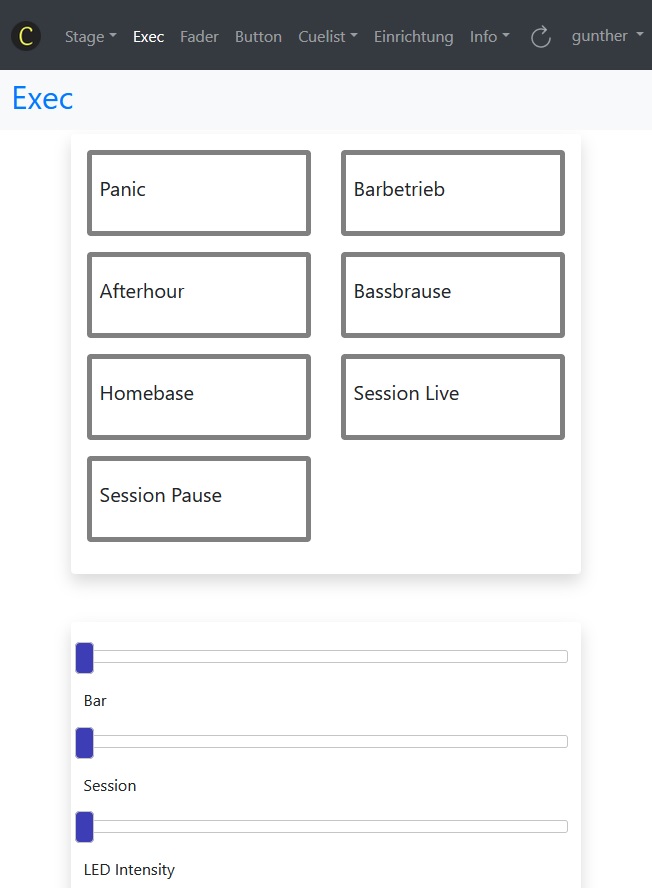 C Stage Exec Fader Button Cuelist Einrichtung Info gunther
Exec
Panic Barbetrieb
Afterhour Bassbrause
Homebase Session Live
Session Pause
Bar
Session
LED Intensity